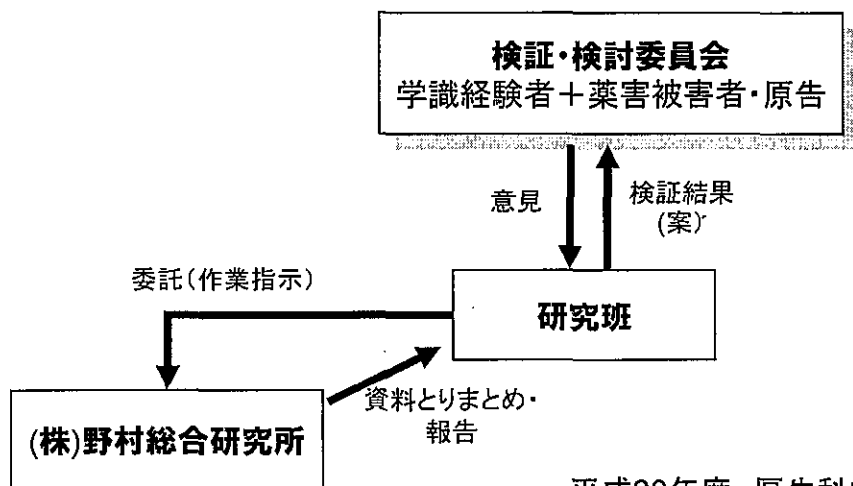 検証・検討委員会
学識経験者＋薬害被害者・原告
意見
検証結果
(案)
委託(作業指示)
研究班
資料とりまとめ・
報告
(株)野村総合研究所